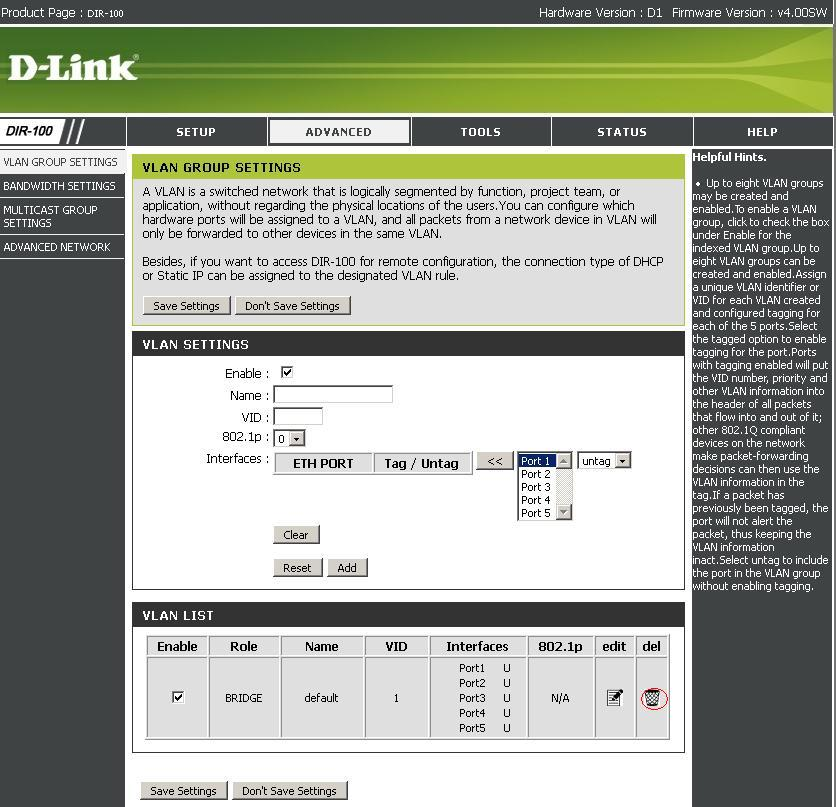 Product Page : DIR-100
Hardware Version : D1 Firmware Version : v4.00SW
D-Link
DIR-100
SETUP
ADVANCED
TOOLS
STATUS
HELP
VLAN GROUP SETTINGS
BANDWIDTH SETTINGS
MULTICAST GROUP
SETTINGS
ADVANCED NETWORK
VLAN GROUP SETTINGS
A VLAN is a switched network that is logically segmented by function, project team, or
application, without regarding the physical locations of the users.You can configure which
hardware ports will be assigned to a VLAN, and all packets from a network device in VLAN will
only be forwarded to other devices in the same VLAN.
Besides, if you want to access DIR-100 for remote configuration, the connection type of DHCP
or Static IP can be assigned to the designated VLAN rule.
Save Settings Don't Save Settings
VLAN SETTINGS
Enable :
Name :
VID :
802.1p : 0
Interfaces : ETH PORT Tag / Untag << Port 1 untag
Port 2
Port 3
Port 4
Port 5
Clear
Reset Add
VLAN LIST
Enable Role Name VID Interfaces 802.1p edit del
BRIDGE default 1
Port1 U
Port2 U
Port3 U
Port4 U
Port5 U
N/A
Save Settings Don't Save Settings
Helpful Hints.
• Up to eight VLAN groups
may be created and
enabled.To enable a VLAN
group, click to check the box
under Enable for the
indexed VLAN group.Up to
eight VLAN groups can be
created and enabled.Assign
a unique VLAN identifier or
VID for each VLAN created
and configured tagging for
each of the 5 ports.Select
the tagged option to enable
tagging for the port.Ports
with tagging enabled will put
the VID number, priority and
other VLAN information into
the header of all packets
that flow into and out of it;
other 802.1Q compliant
devices on the network
make packet-forwarding
decisions can then use the
VLAN information in the
tag.If a packet has
previously been tagged, the
port will not alert the
packet, thus keeping the
VLAN information
inact.Select untag to include
the port in the VLAN group
without enabling tagging.